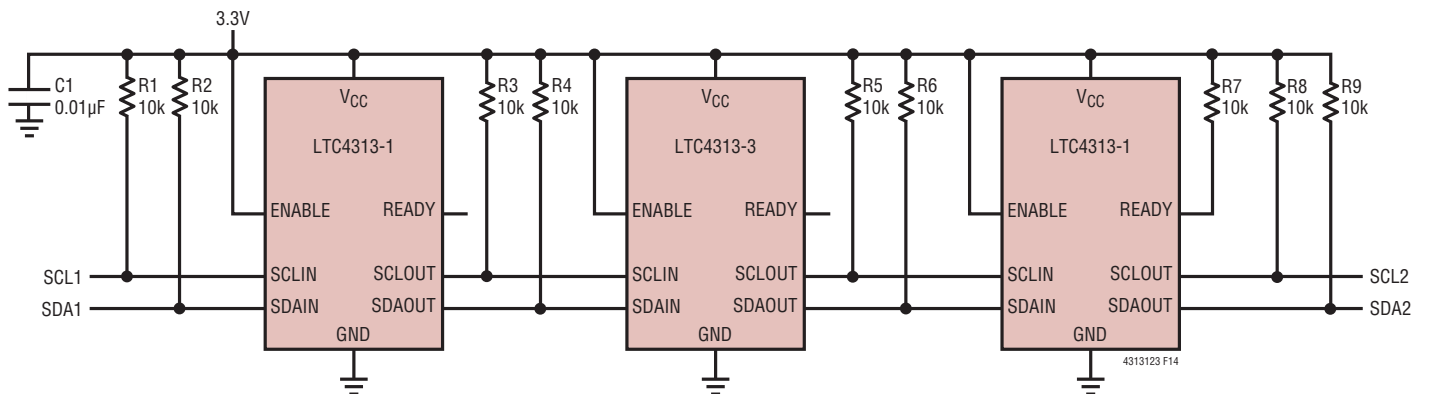 3.3V
C1
0.01µF
R1
10k
R2
10k
R3
10k
R4
10k
R5
10k
R6
10k
R7
10k
R8
10k
R9
10k
VCC
LTC4313-1
ENABLE
READY
SCLIN
SCLOUT
SDAIN
SDAOUT
GND
VCC
LTC4313-3
ENABLE
READY
SCLIN
SCLOUT
SDAIN
SDAOUT
GND
VCC
LTC4313-1
ENABLE
READY
SCLIN
SCLOUT
SDAIN
SDAOUT
GND
SCL1
SDA1
SCL2
SDA2
4313123 F14